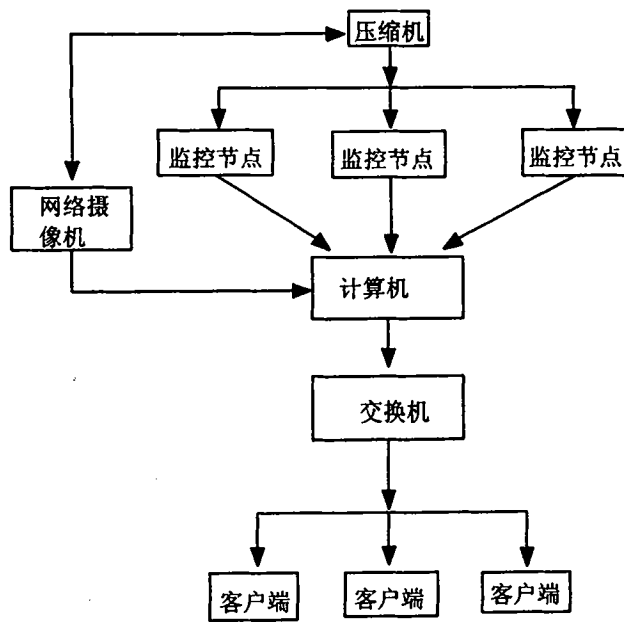 压缩机
监控节点
监控节点
监控节点
网络摄
像机
计算机
交换机
客户端
客户端
客户端